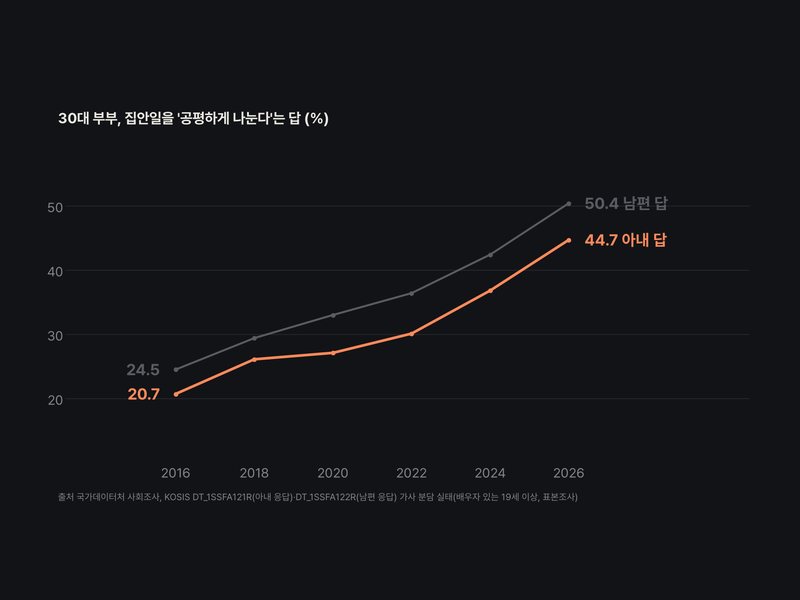 30대 부부, 집안일을 '공평하게 나눈다'는 답 (%)
50
50.4 남편 답
44.7 아내 답
40
30
24.5
20.7
20
2016 2018 2020 2022 2024 2026
출처 국가데이터처 사회조사, KOSIS DT_1SSFA121R(아내 응답)·DT_1SSFA122R(남편 응답) 가사 분담 실태(배우자 있는 19세 이상, 표본조사)